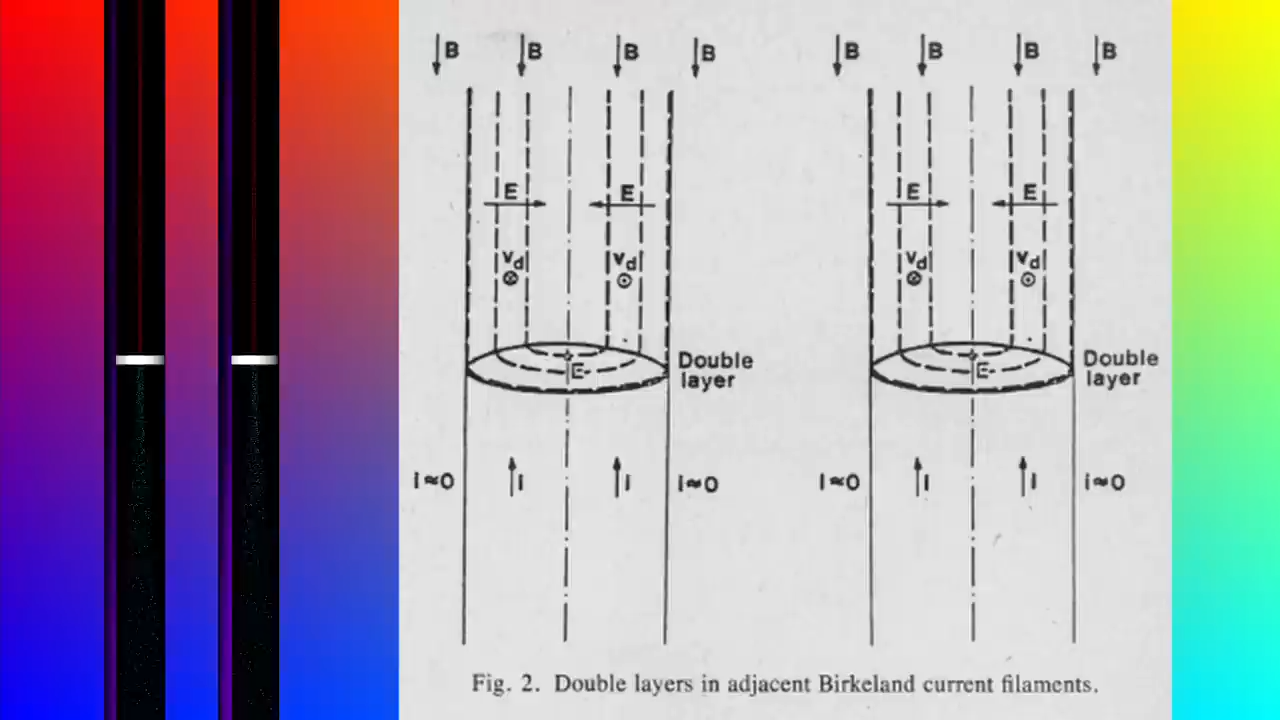 B B B B B B B B
E E E E
vd vd vd vd
E- Double E- Double
layer layer
i≈0 i i i≈0 i≈0 i i i≈0
Fig. 2. Double layers in adjacent Birkeland current filaments.